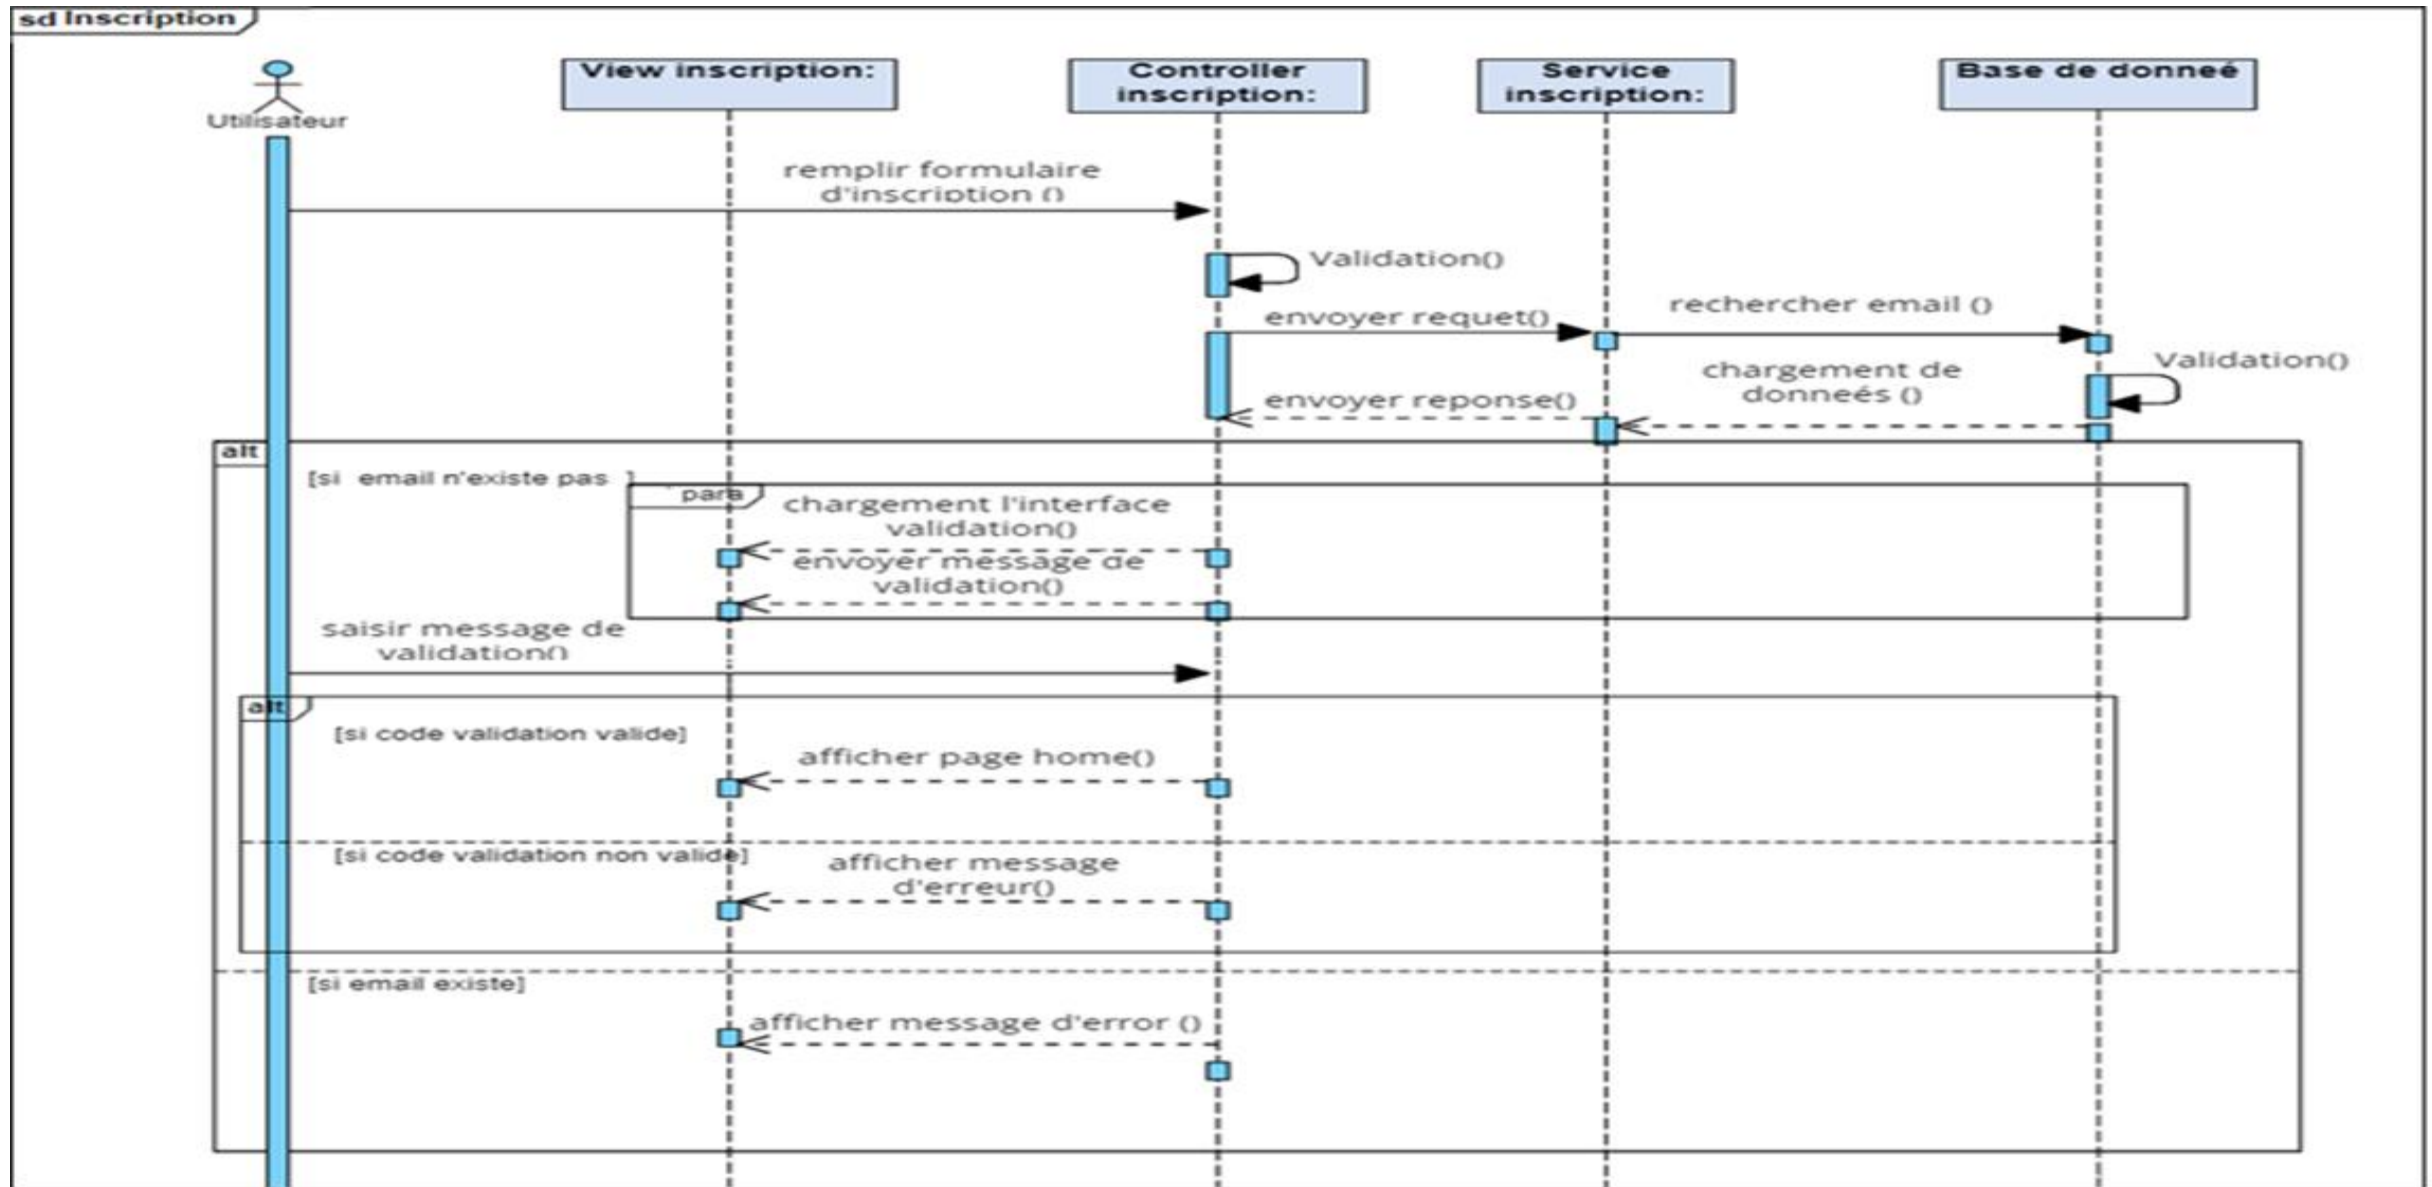 sd Inscription
Utilisateur
View inscription:
Controller
inscription:
Service
inscription:
Base de donneé
remplir formulaire
d'inscription ()
Validation()
envoyer requet()
rechercher email ()
Validation()
chargement de
donneés ()
envoyer reponse()
alt
[si email n'existe pas ]
para
chargement l'interface
validation()
envoyer message de
validation()
saisir message de
validation()
alt
[si code validation valide]
afficher page home()
[si code validation non valide]
afficher message
d'erreur()
[si email existe]
afficher message d'error ()